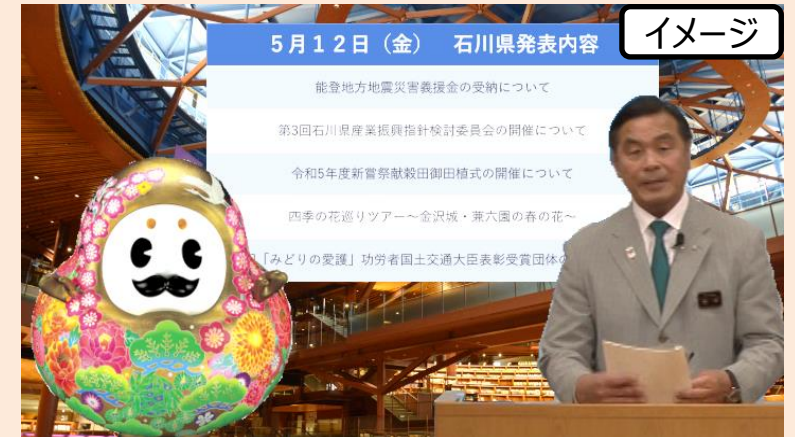 イメージ
5月12日（金）　石川県発表内容
能登地方地震災害義援金の受納について
第3回石川県産業振興指針検討委員会の開催について
令和5年度新嘗祭献穀田御田植式の開催について
四季の花巡りツアー～金沢城・兼六園の春の花～
「みどりの愛護」功労者国土交通大臣表彰受賞団体の